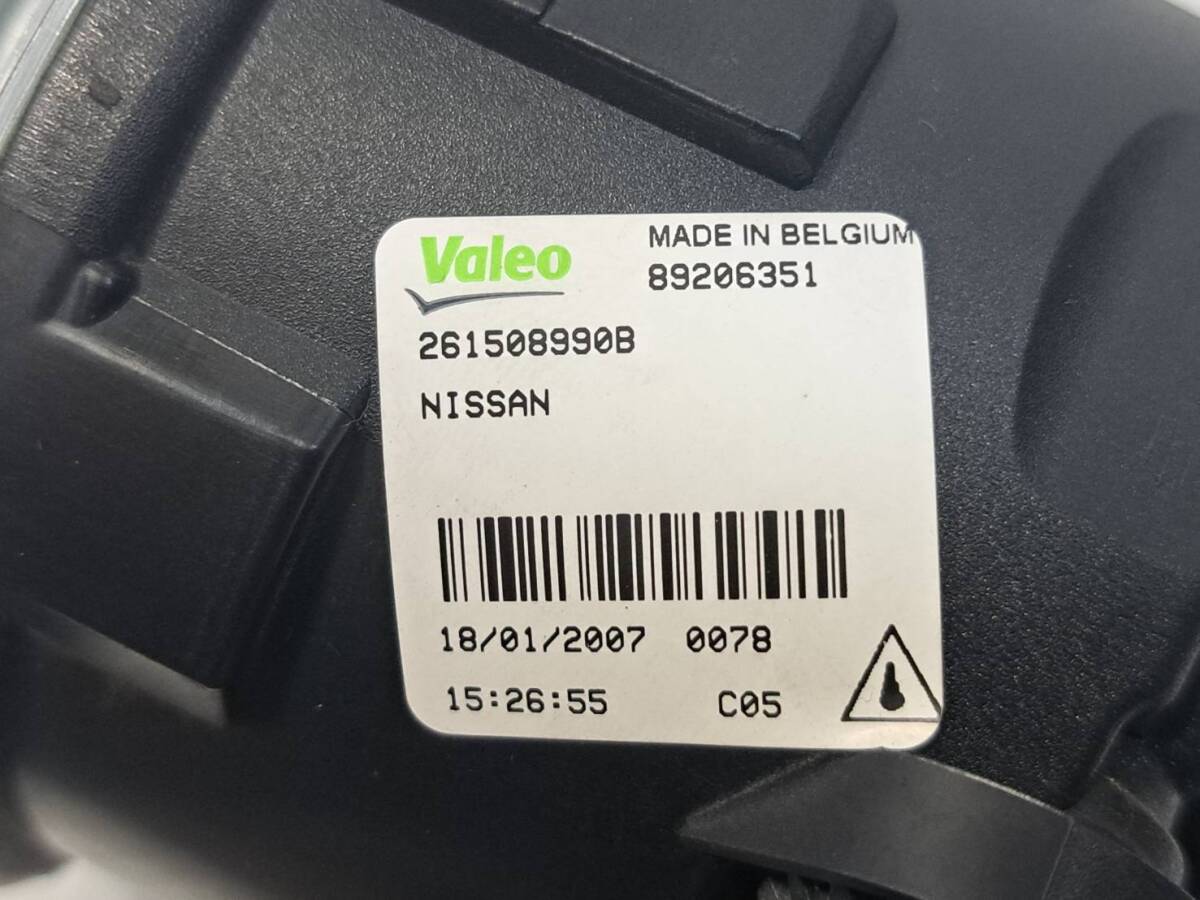 Valeo
MADE IN BELGIUM
89206351
261508990B
NISSAN
18/01/2007 0078
15:26:55 C05